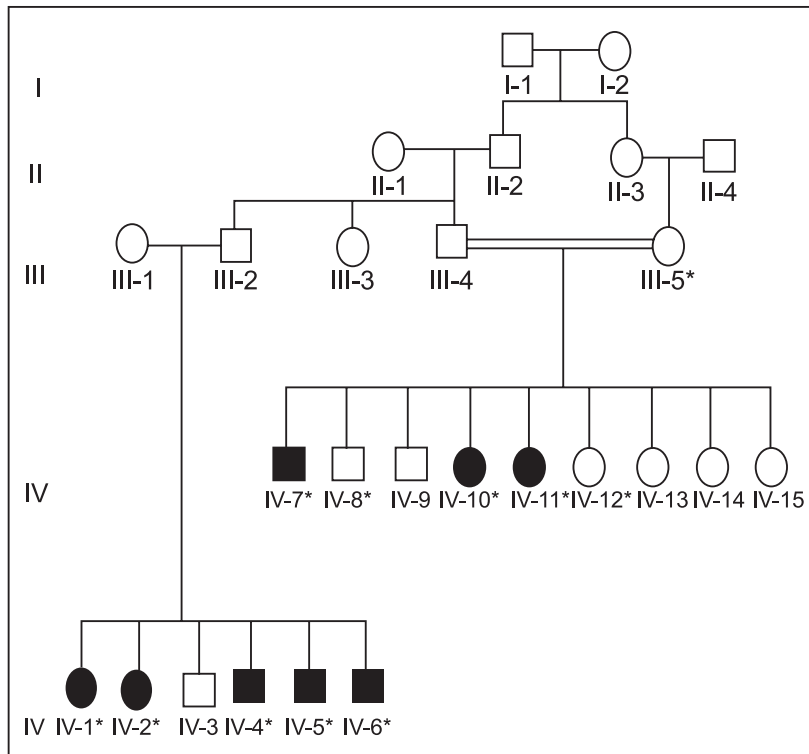 I
I-1 I-2
II
II-1 II-2 II-3 II-4
III
III-1 III-2 III-3 III-4 III-5*
IV
IV-7* IV-8* IV-9 IV-10* IV-11* IV-12* IV-13 IV-14 IV-15
IV IV-1* IV-2* IV-3 IV-4* IV-5* IV-6*